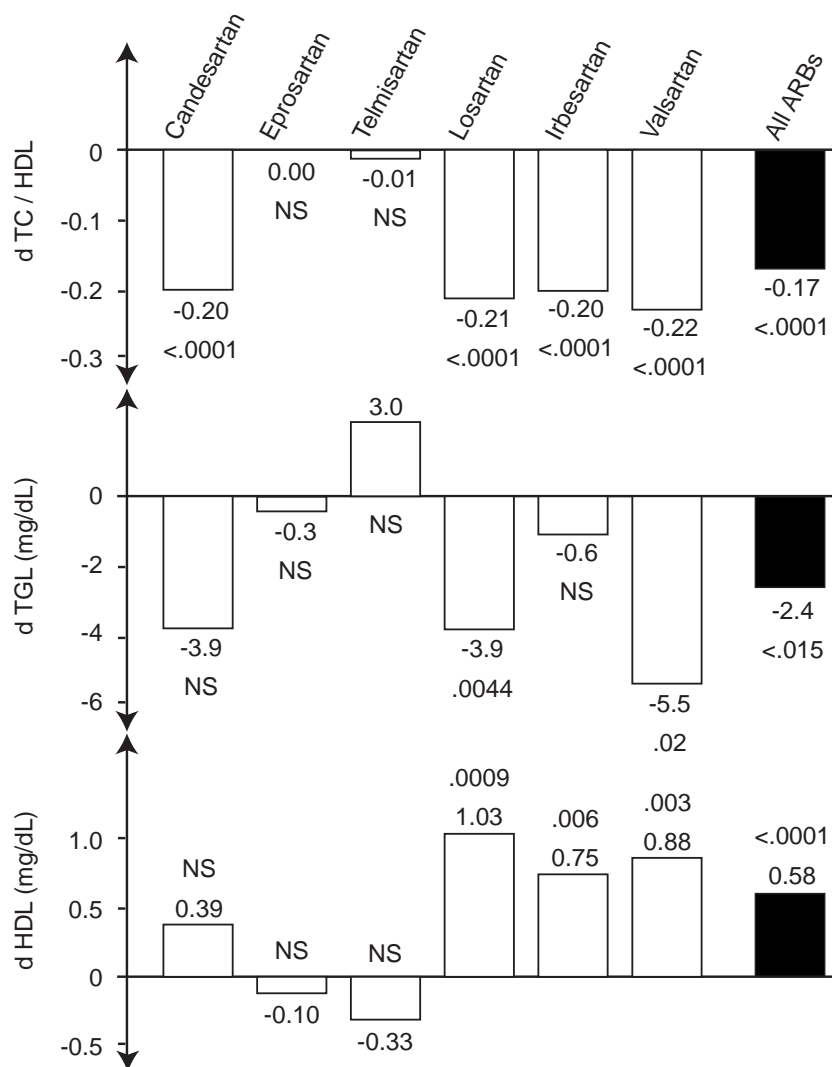 Candesartan
Eprosartan
Telmisartan
Losartan
Irbesartan
Valsartan
All ARBs
d TC / HDL
0
-0.1
-0.2
-0.3
-0.20
<.0001
0.00
NS
-0.01
NS
-0.21
<.0001
-0.20
<.0001
-0.22
<.0001
-0.17
<.0001
d TGL (mg/dL)
0
-2
-4
-6
-3.9
NS
-0.3
NS
3.0
NS
-3.9
.0044
-0.6
NS
-5.5
.02
-2.4
<.015
d HDL (mg/dL)
1.0
0.5
0
-0.5
NS
0.39
NS
-0.10
NS
-0.33
.0009
1.03
.006
0.75
.003
0.88
<.0001
0.58